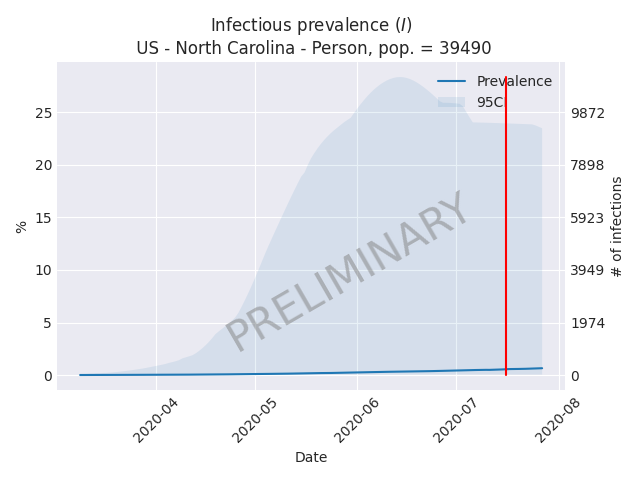 Infectious prevalence (I)
US - North Carolina - Person, pop. = 39490
Prevalence
95CI
25
20
15
10
5
0
%
9872
7898
5923
3949
1974
0
# of infections
PRELIMINARY
2020-04
2020-05
2020-06
2020-07
2020-08
Date